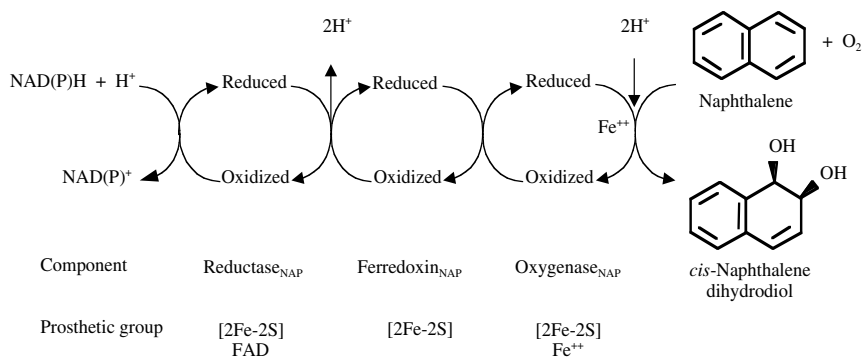 2H⁺ 2H⁺
NAD(P)H + H⁺ Reduced Reduced Reduced + O₂
Naphthalene
Fe⁺⁺
OH
OH
NAD(P)⁺ Oxidized Oxidized Oxidized
Component Reductase_NAP Ferredoxin_NAP Oxygenase_NAP cis-Naphthalene
dihydrodiol
Prosthetic group [2Fe-2S] [2Fe-2S] [2Fe-2S]
FAD Fe⁺⁺